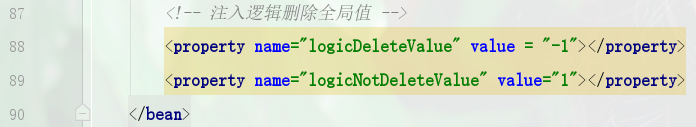 87 <!-- 注入逻辑删除全局值 -->
88 <property name="logicDeleteValue" value = "-1"></property>
89 <property name="logicNotDeleteValue" value="1"></property>
90 </bean>